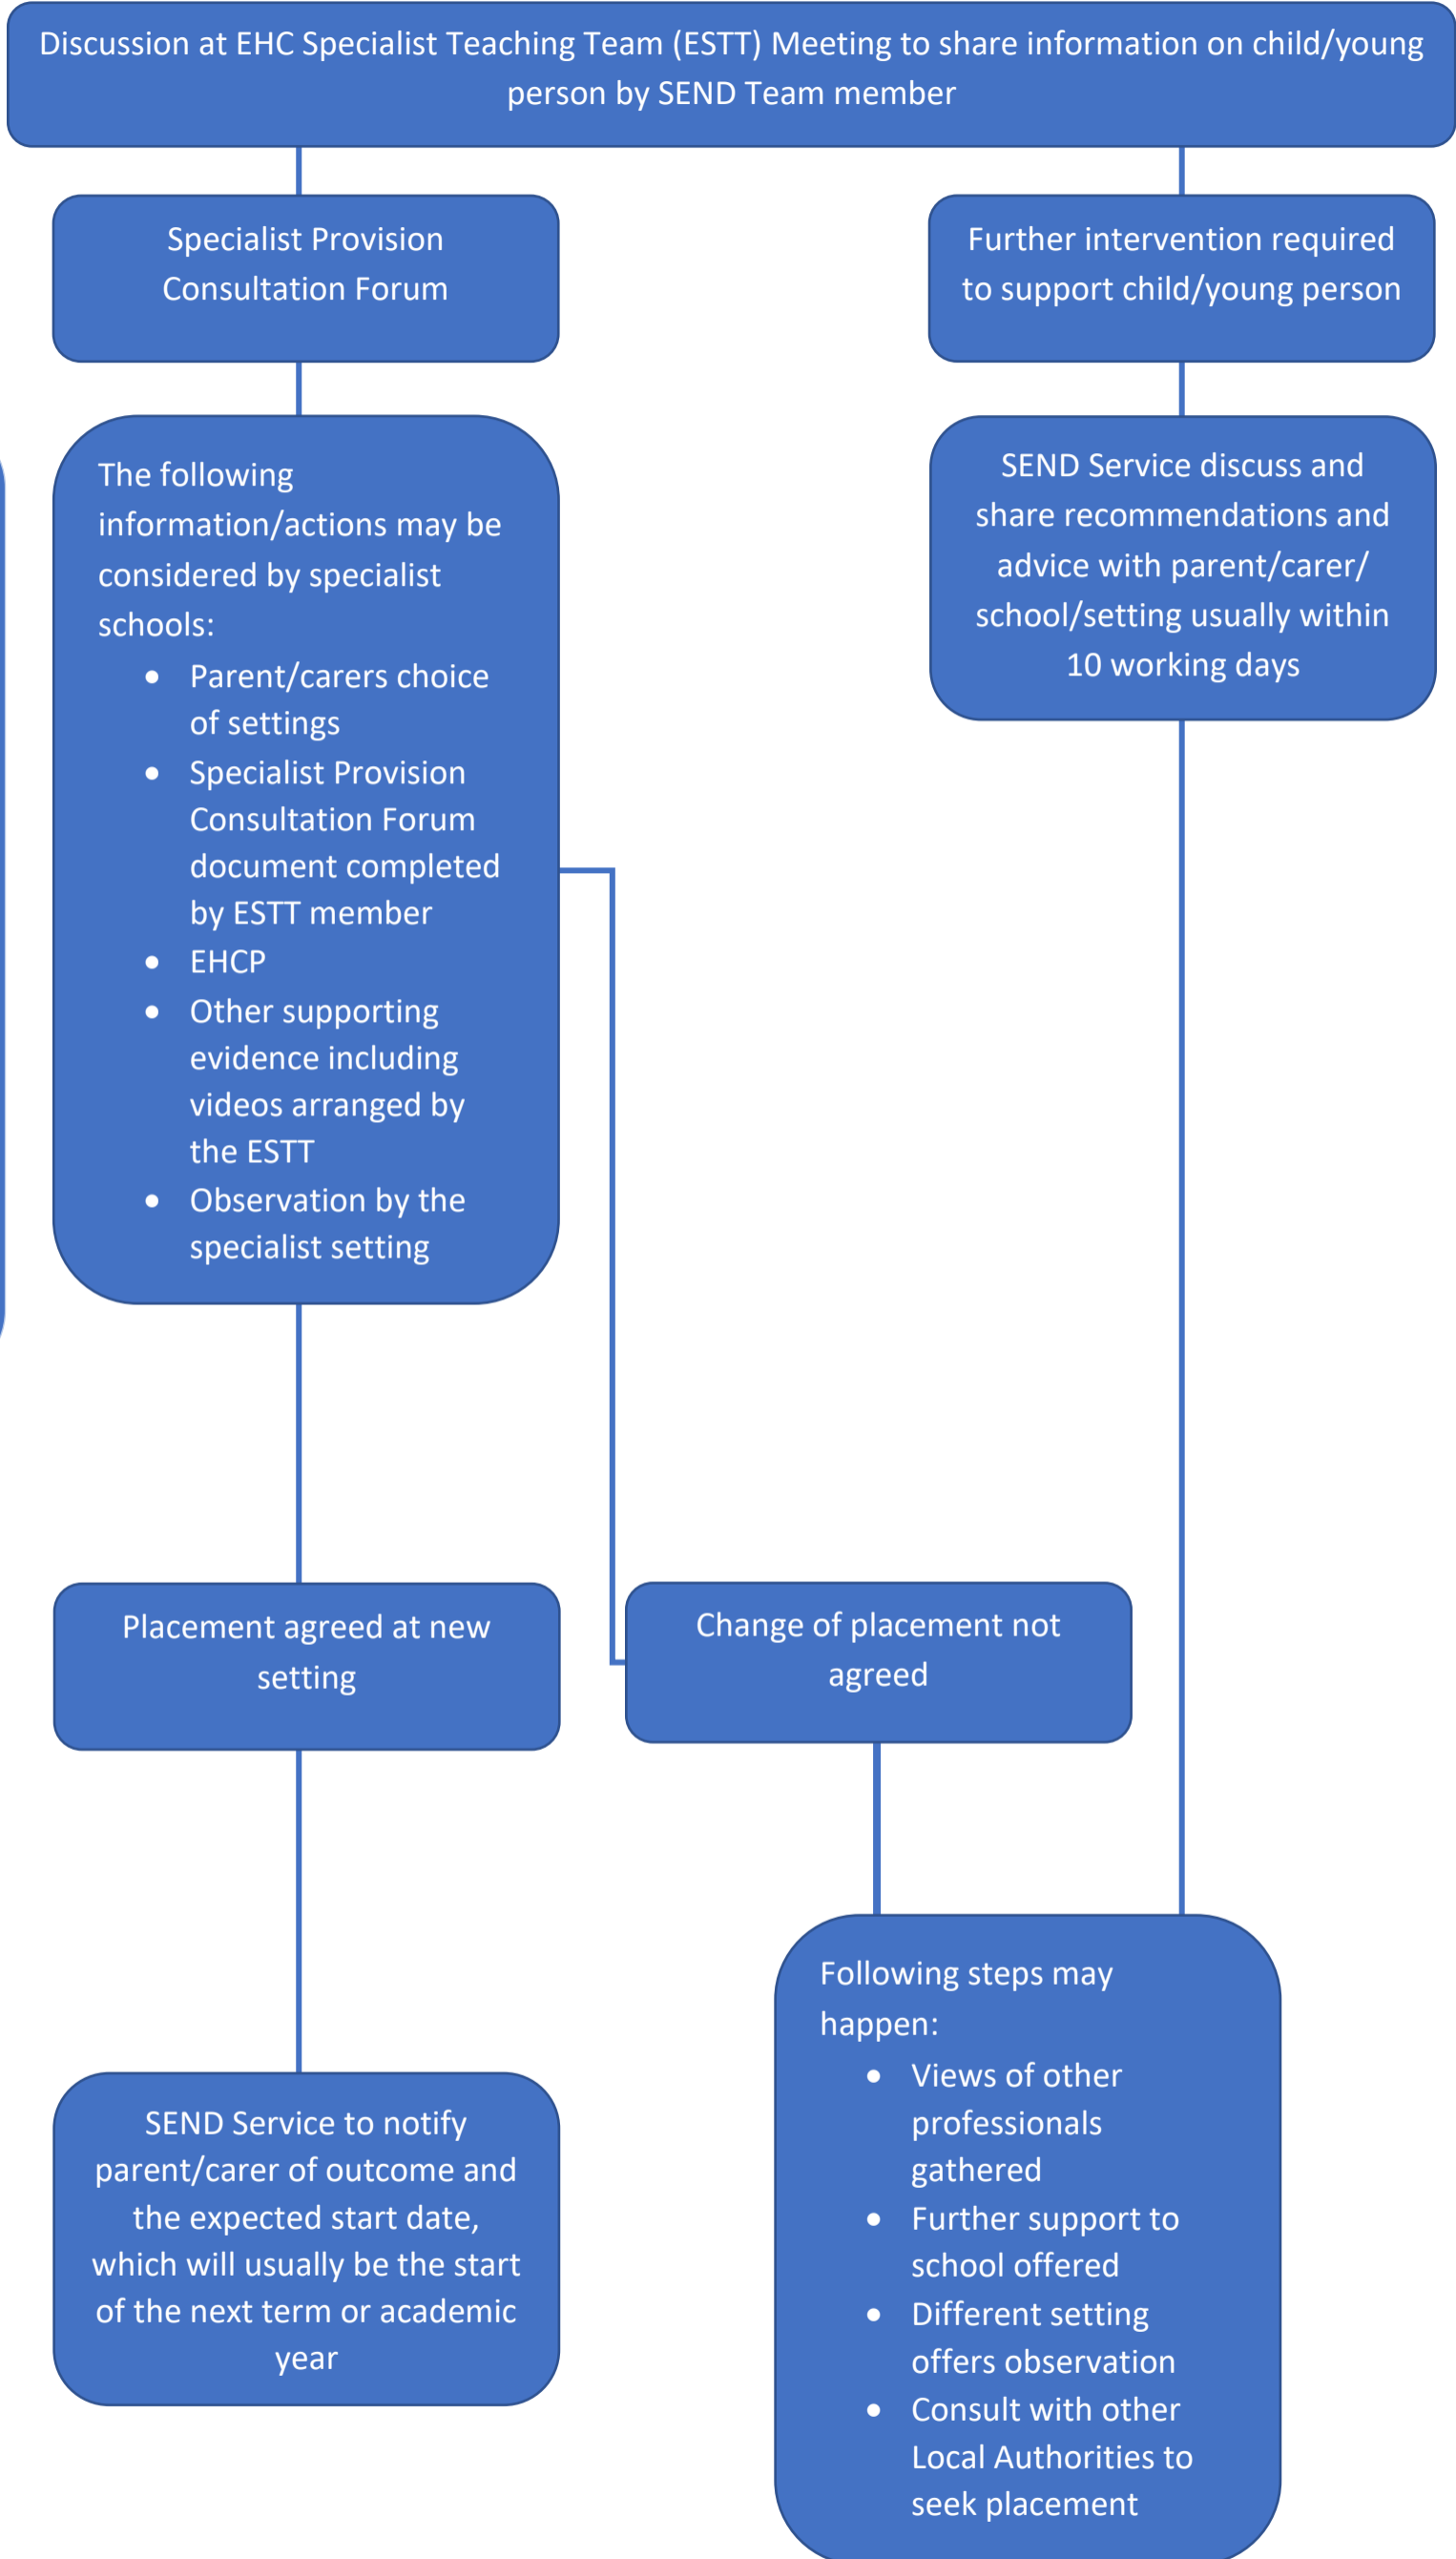 Discussion at EHC Specialist Teaching Team (ESTT) Meeting to share information on child/young
person by SEND Team member
Specialist Provision
Consultation Forum
Further intervention required
to support child/young person
The following
information/actions may be
considered by specialist
schools:
• Parent/carers choice
of settings
• Specialist Provision
Consultation Forum
document completed
by ESTT member
• EHCP
• Other supporting
evidence including
videos arranged by
the ESTT
• Observation by the
specialist setting
SEND Service discuss and
share recommendations and
advice with parent/carer/
school/setting usually within
10 working days
Placement agreed at new
setting
Change of placement not
agreed
SEND Service to notify
parent/carer of outcome and
the expected start date,
which will usually be the start
of the next term or academic
year
Following steps may
happen:
• Views of other
professionals
gathered
• Further support to
school offered
• Different setting
offers observation
• Consult with other
Local Authorities to
seek placement